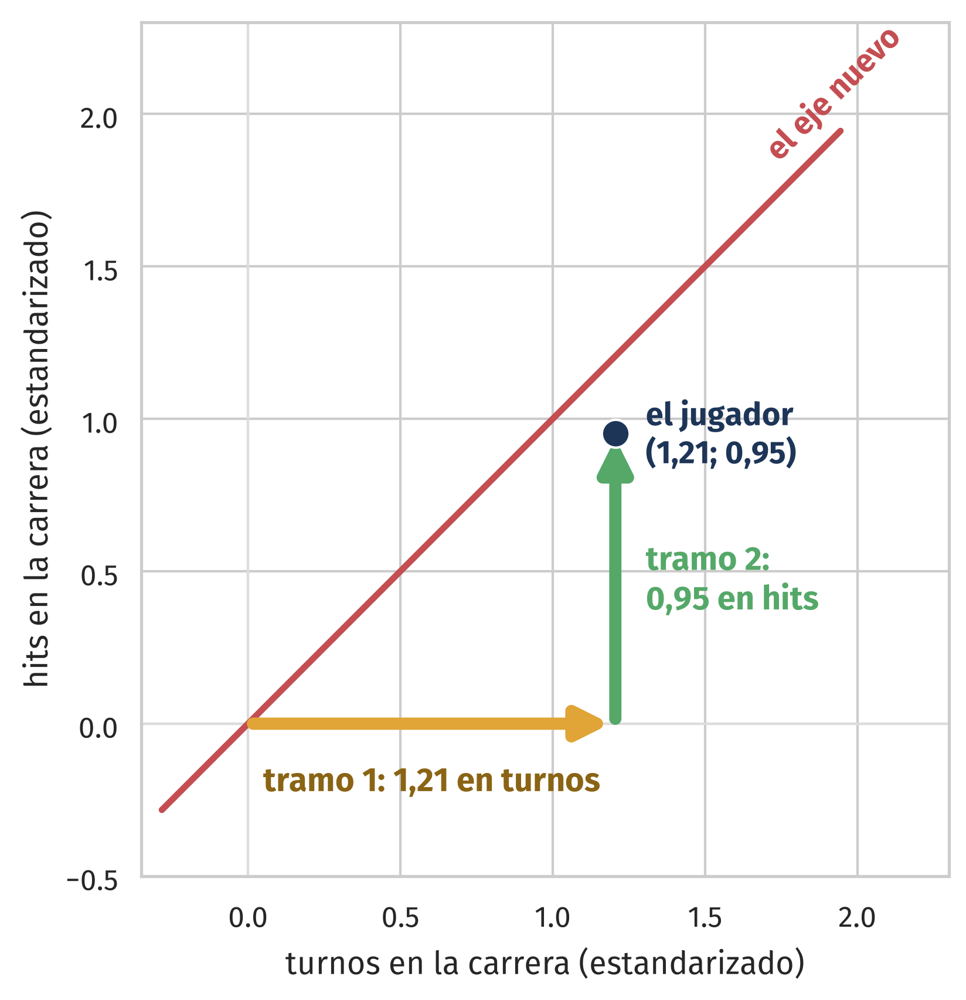 el eje nuevo
2.0
1.5
1.0
0.5
0.0
−0.5
hits en la carrera (estandarizado)
el jugador
(1,21; 0,95)
tramo 2:
0,95 en hits
tramo 1: 1,21 en turnos
0.0
0.5
1.0
1.5
2.0
turnos en la carrera (estandarizado)